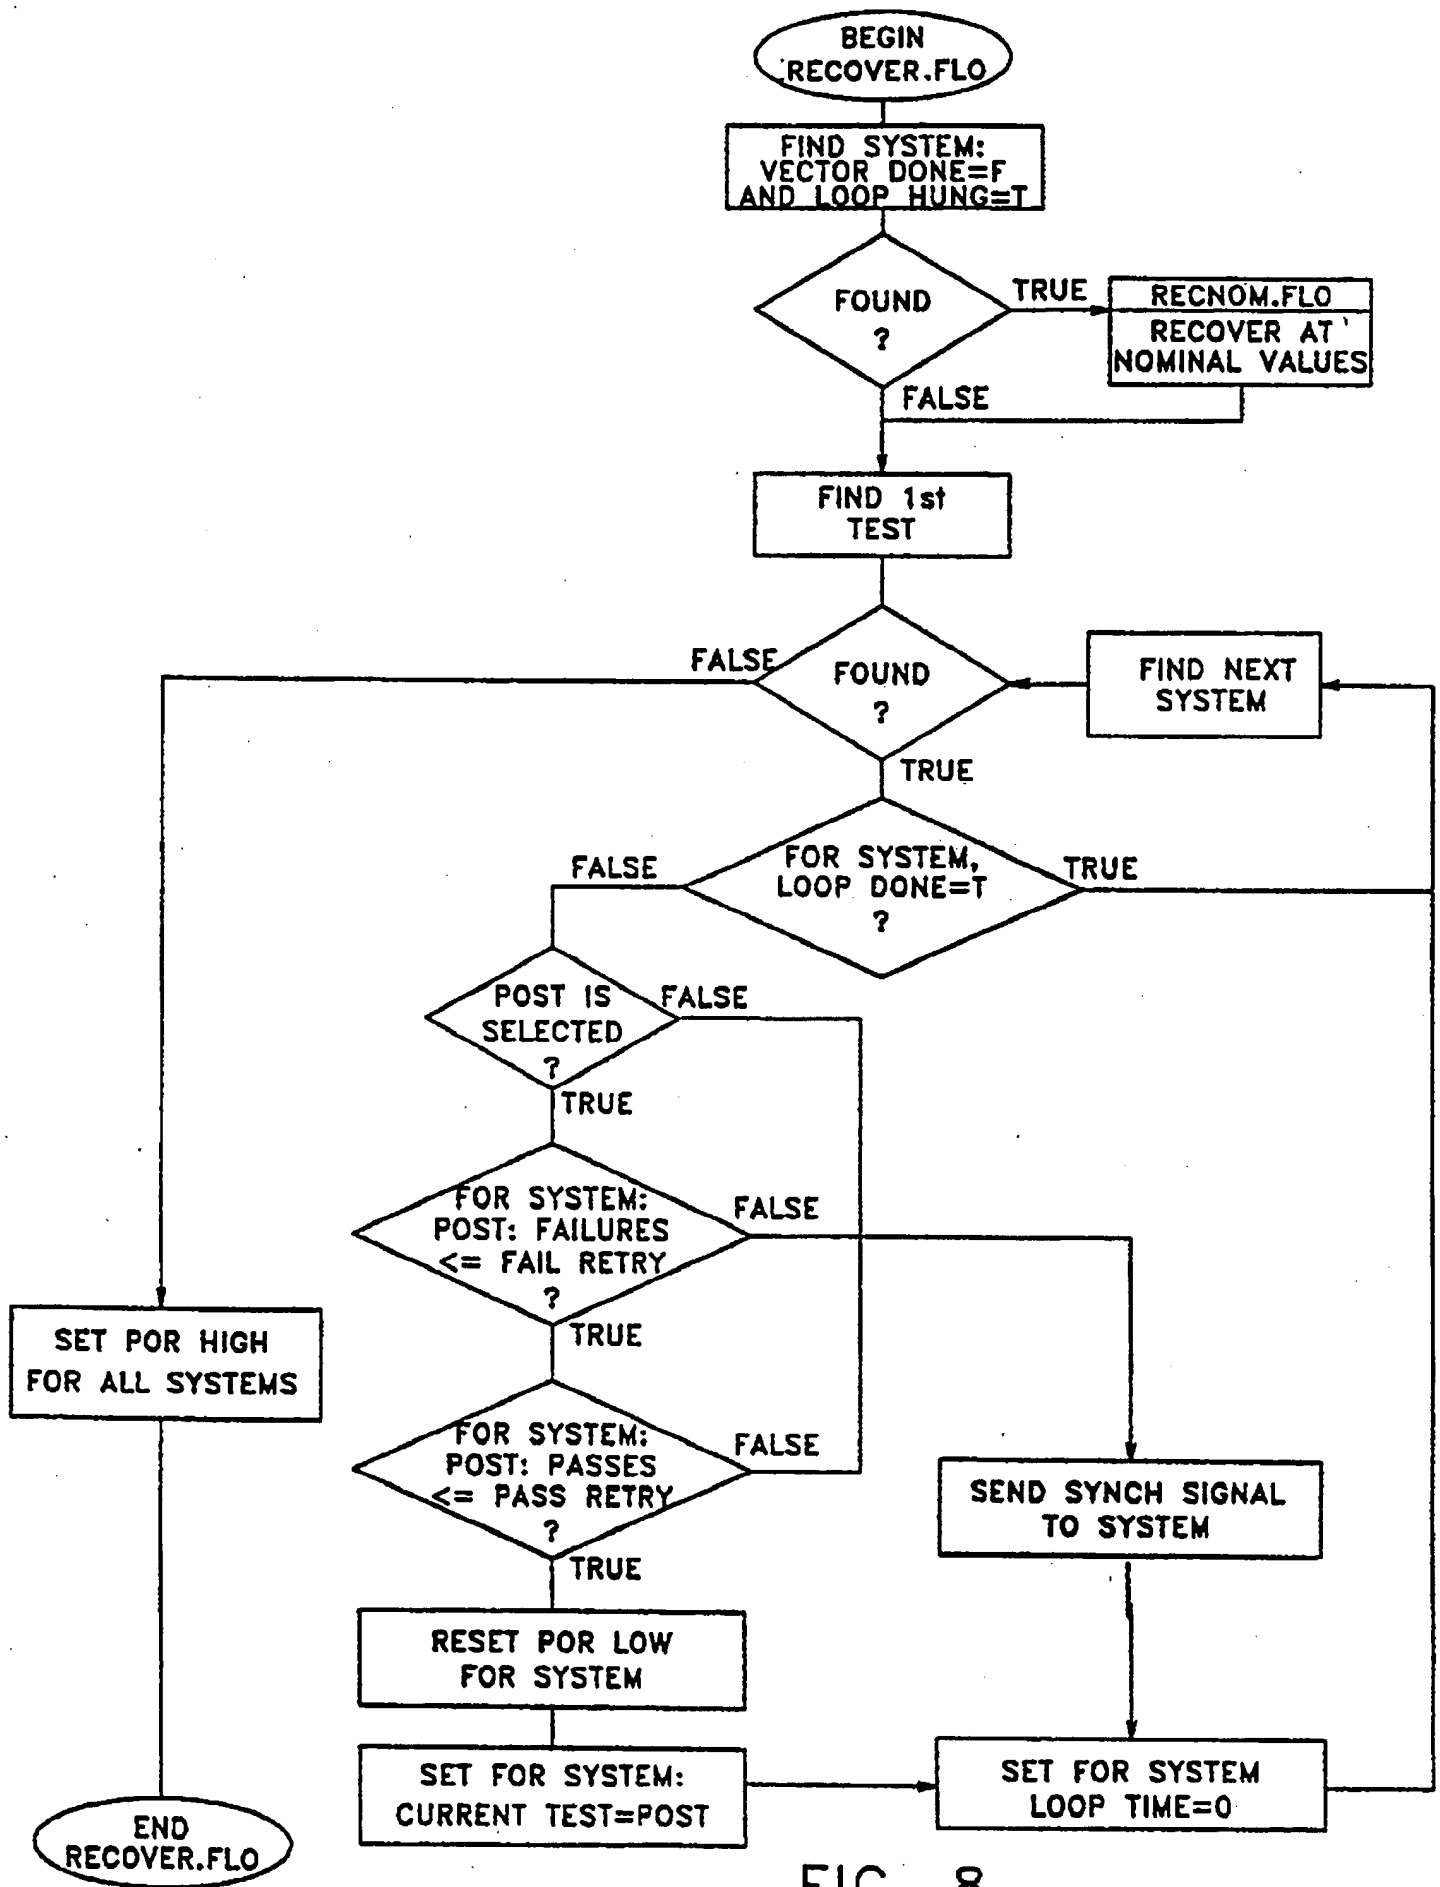 BEGIN
RECOVER.FLO
FIND SYSTEM:
VECTOR DONE=F
AND LOOP HUNG=T
FOUND
?
TRUE
RECNOM.FLO
RECOVER AT
NOMINAL VALUES
FALSE
FIND 1st
TEST
FALSE
FOUND
?
FIND NEXT
SYSTEM
TRUE
FALSE
FOR SYSTEM,
LOOP DONE=T
?
TRUE
POST IS
SELECTED
?
FALSE
TRUE
FOR SYSTEM:
POST: FAILURES
<= FAIL RETRY
?
FALSE
TRUE
SET POR HIGH
FOR ALL SYSTEMS
FOR SYSTEM:
POST: PASSES
<= PASS RETRY
?
FALSE
SEND SYNCH SIGNAL
TO SYSTEM
TRUE
RESET POR LOW
FOR SYSTEM
SET FOR SYSTEM:
CURRENT TEST=POST
SET FOR SYSTEM
LOOP TIME=0
END
RECOVER.FLO
FIG. 8